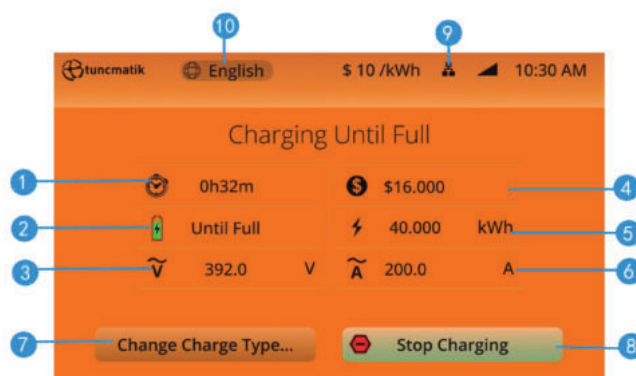 10
9
tuncmatik
English
$ 10 /kWh
10:30 AM
Charging Until Full
1
0h32m
$
$16.000
4
2
Until Full
40.000
kWh
5
3
V
392.0
V
A
200.0
A
6
7
Change Charge Type...
Stop Charging
8